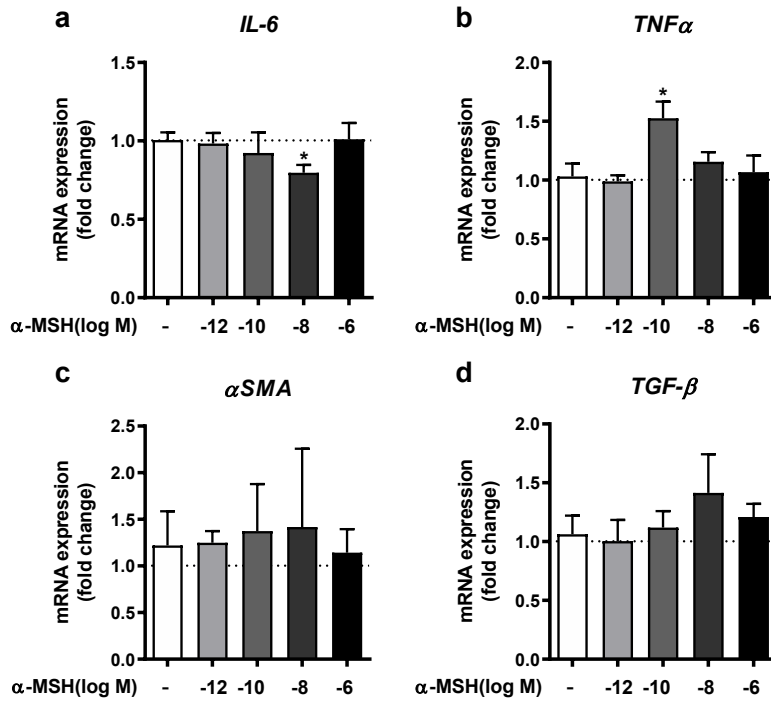 a
IL-6
mRNA expression
(fold change)
1.5
1.0
0.5
0.0
*
α-MSH(log M) - -12 -10 -8 -6
b
TNFα
mRNA expression
(fold change)
2.0
1.5
1.0
0.5
0.0
*
α-MSH(log M) - -12 -10 -8 -6
c
αSMA
mRNA expression
(fold change)
2.5
2.0
1.5
1.0
0.5
0.0
α-MSH(log M) - -12 -10 -8 -6
d
TGF-β
mRNA expression
(fold change)
2.0
1.5
1.0
0.5
0.0
α-MSH(log M) - -12 -10 -8 -6